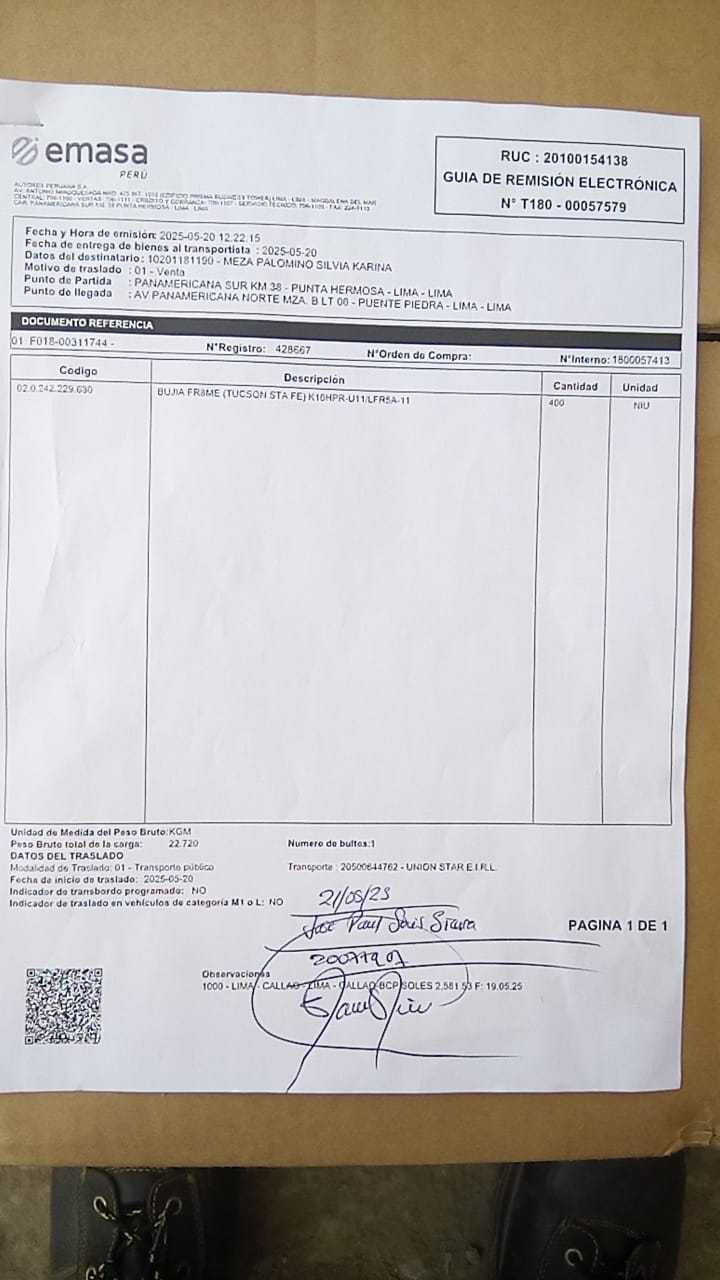 emasa
PERÚ
RUC : 20100154138
GUIA DE REMISIÓN ELECTRÓNICA
N° T180 - 00057579
Fecha y Hora de emisión: 2025-05-20 12.22.15
Fecha de entrega de bienes al transportista : 2025-05-20
Datos del destinatario : 10201181190 - MEZA PALOMINO SILVIA KARINA
Motivo de traslado : 01 - Venta
Punto de Partida : PANAMERICANA SUR KM 38 - PUNTA HERMOSA - LIMA - LIMA
Punto de llegada : AV PANAMERICANA NORTE MZA. B LT 06 - PUENTE PIEDRA - LIMA - LIMA
DOCUMENTO REFERENCIA
01 F018-00311744 - N°Registro: 428667 N°Orden de Compra: N°Interno: 1800057413
Codigo Descripción Cantidad Unidad
02.0.242.229.630 BUJIA FR8ME (TUCSON STA FE) K16HPR-U11/LFR5A-11 400 NIU
Unidad de Medida del Peso Bruto: KGM
Peso Bruto total de la carga: 22.720 Numero de bultos:1
DATOS DEL TRASLADO
Modalidad de Traslado: 01 - Transporte público Transporte : 20500644762 - UNION STAR E.I.R.L.
Fecha de inicio de traslado: 2025-05-20
Indicador de transbordo programado: NO
Indicador de traslado en vehículos de categoría M1 o L: NO
21/05/25
José Paul
PAGINA 1 DE 1
Observaciones
1000 - LIMA - CALLAO - LIMA - CALLAO BCP SOLES 2,581.53 F: 19.05.25